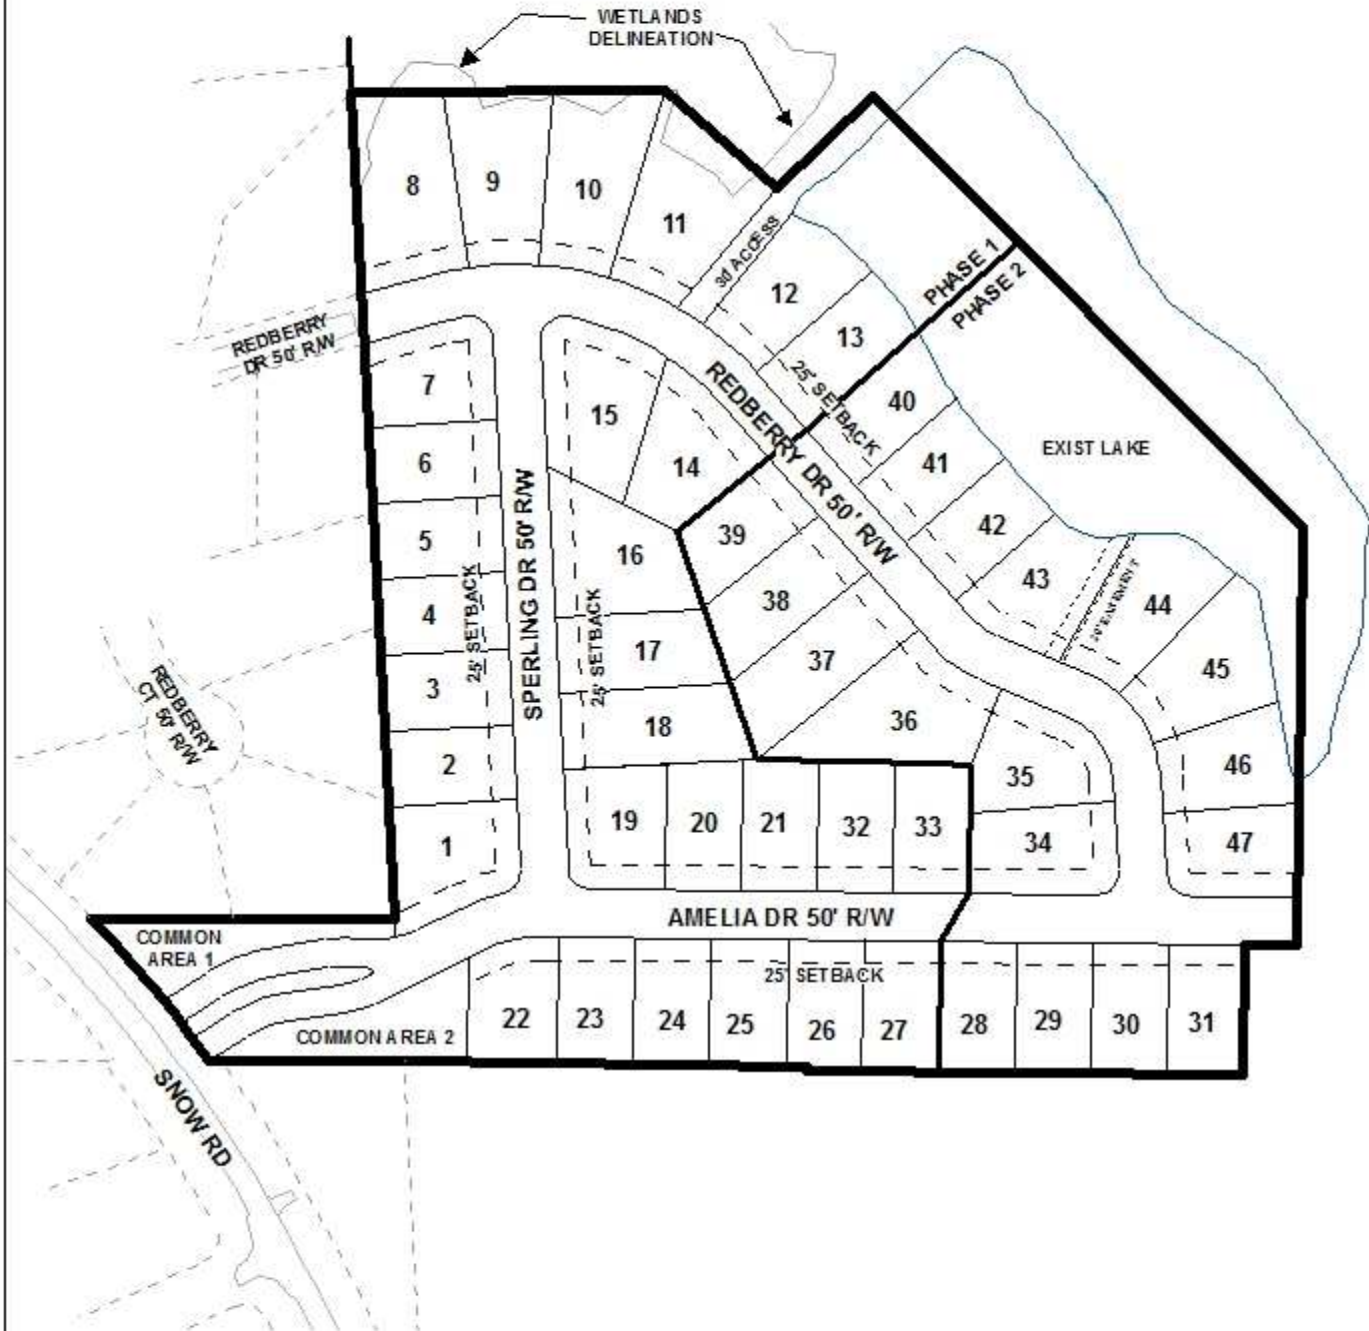 WETLANDS
DELINEATION
8
9
10
11
30 ACCESS
12
13
PHASE 1
PHASE 2
REDBERRY
DR 50' R/W
7
6
5
4
3
2
1
25' SETBACK
SPERLING DR 50' R/W
25' SETBACK
15
14
16
17
18
REDBERRY DR 50' R/W
25' SETBACK
40
41
42
43
EXIST LAKE
44
45
46
47
39
38
37
36
35
34
19
20
21
32
33
REDBERRY
CT 50' R/W
AMELIA DR 50' R/W
COMMON
AREA 1
25' SETBACK
COMMON AREA 2
22
23
24
25
26
27
28
29
30
31
SNOW RD